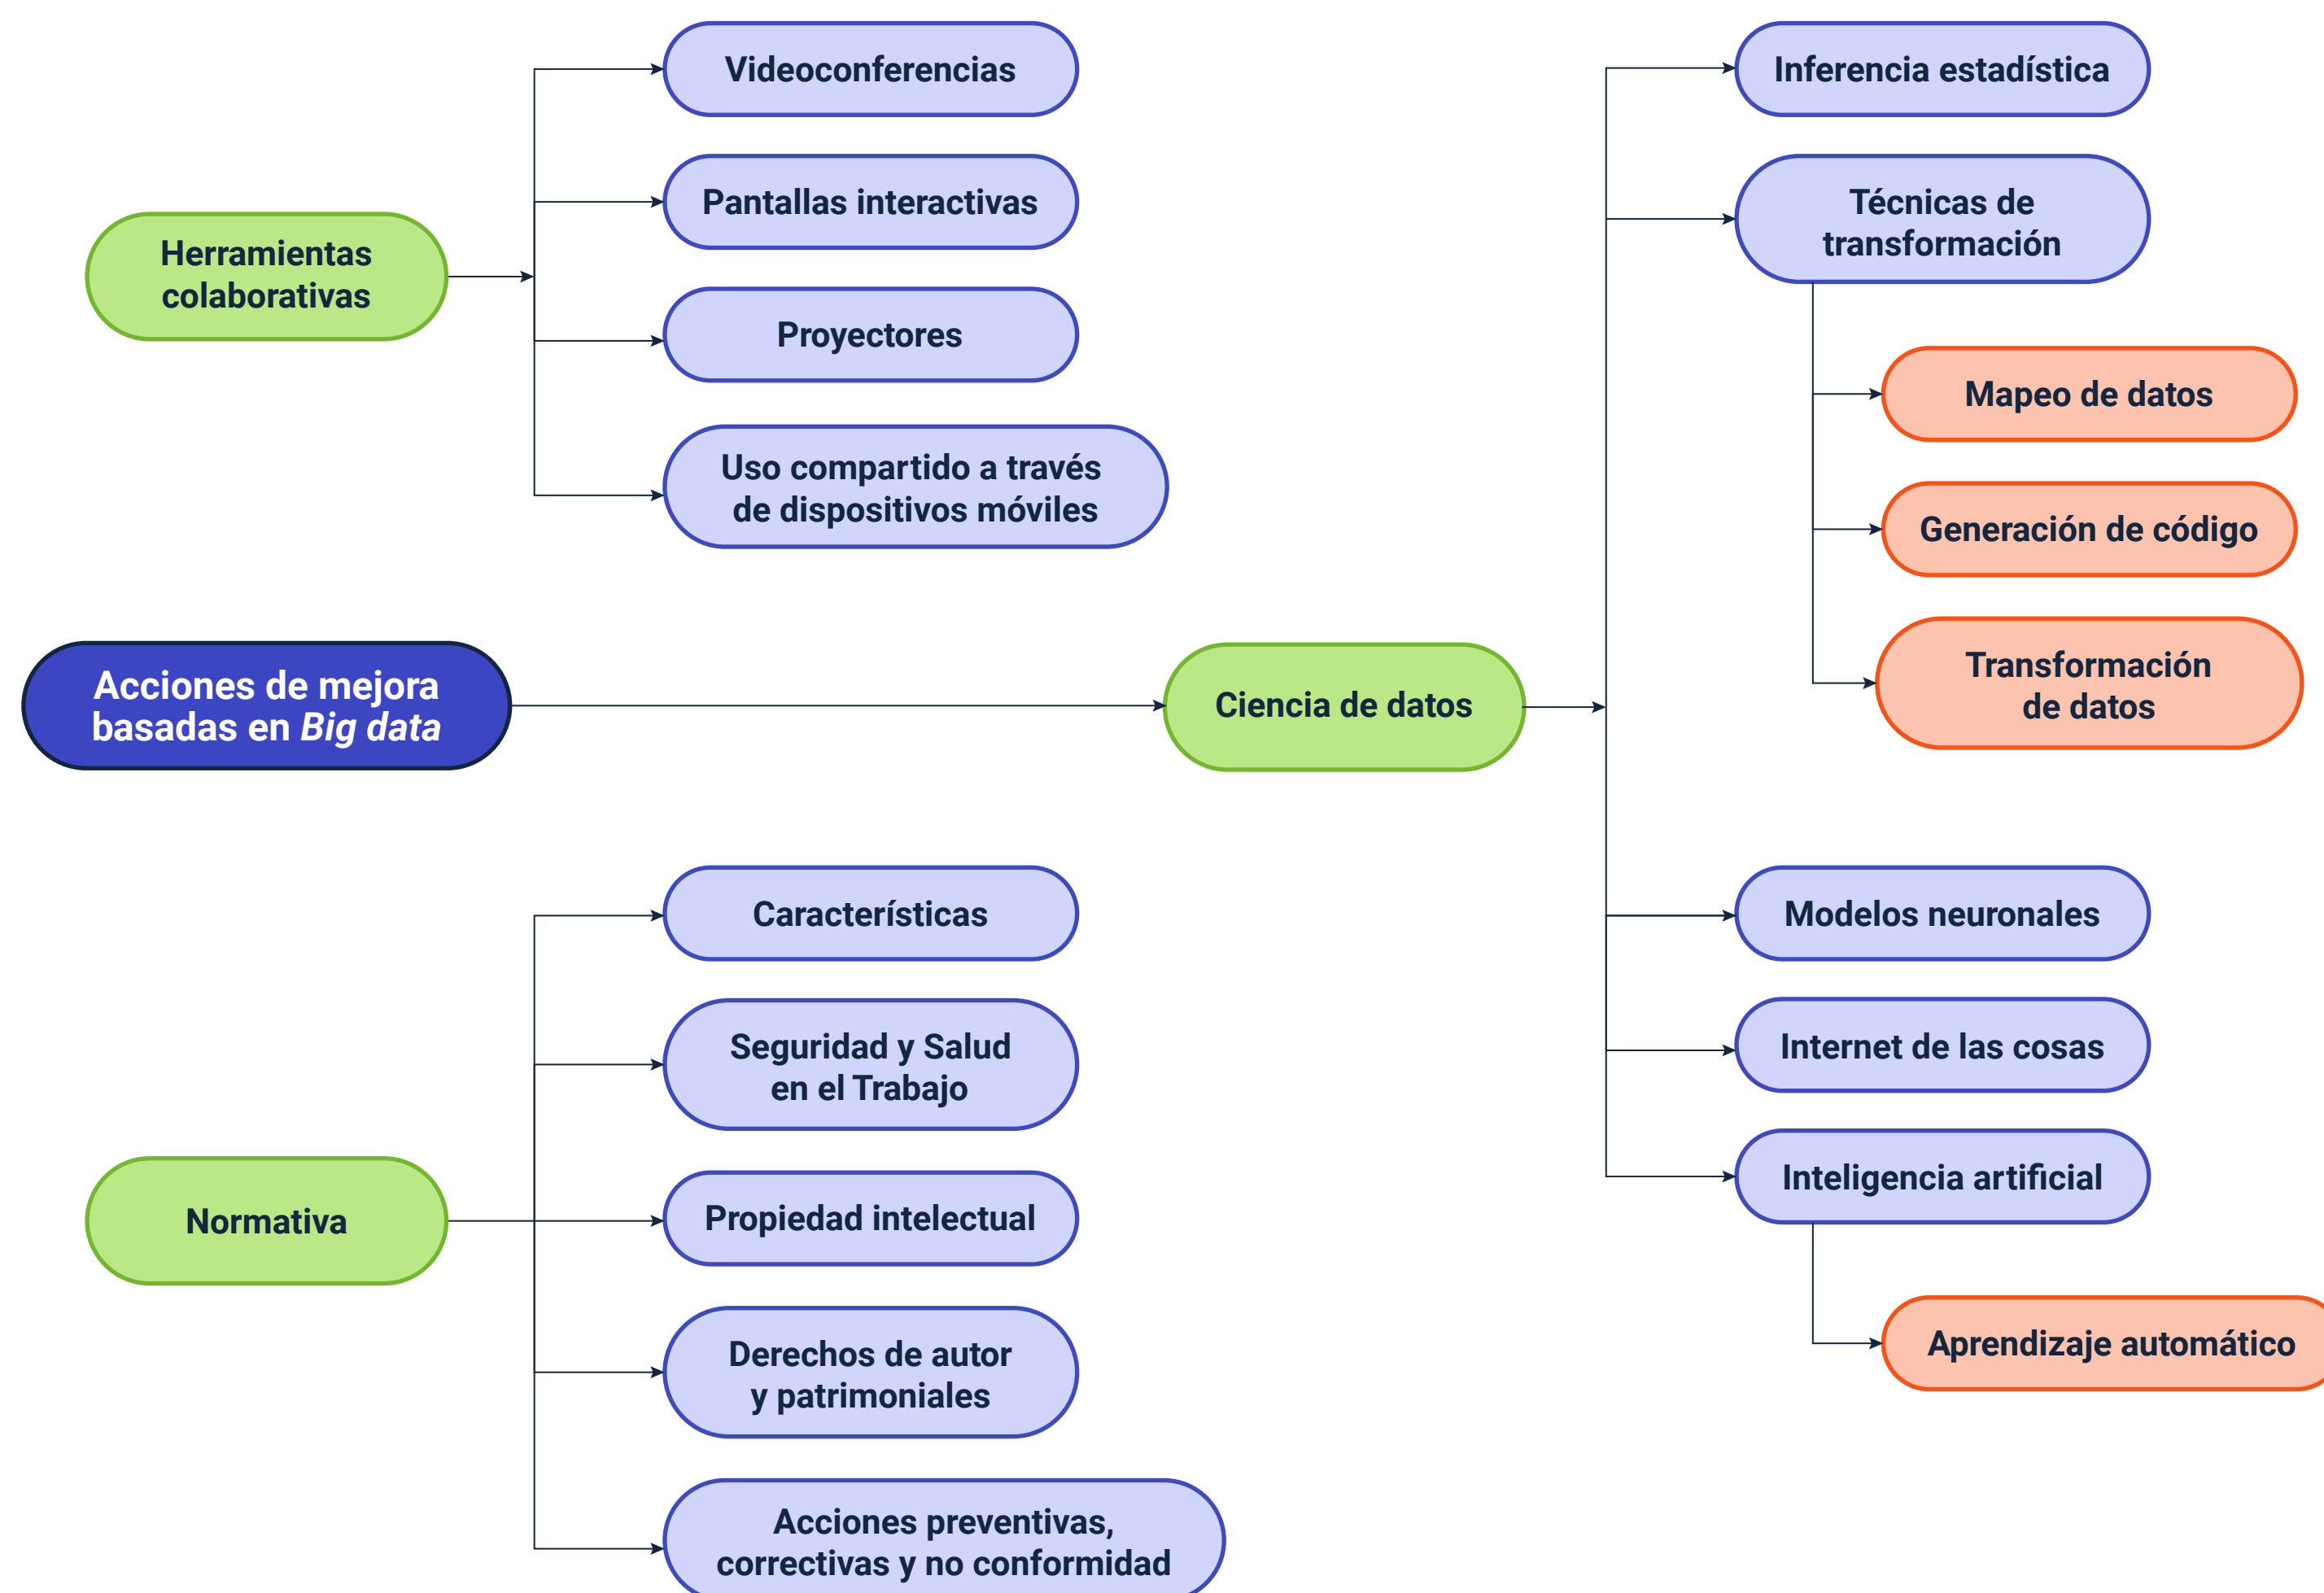 Herramientas
colaborativas
Videoconferencias
Pantallas interactivas
Proyectores
Uso compartido a través
de dispositivos móviles
Acciones de mejora
basadas en Big data
Ciencia de datos
Inferencia estadística
Técnicas de
transformación
Mapeo de datos
Generación de código
Transformación
de datos
Modelos neuronales
Internet de las cosas
Inteligencia artificial
Aprendizaje automático
Normativa
Características
Seguridad y Salud
en el Trabajo
Propiedad intelectual
Derechos de autor
y patrimoniales
Acciones preventivas,
correctivas y no conformidad